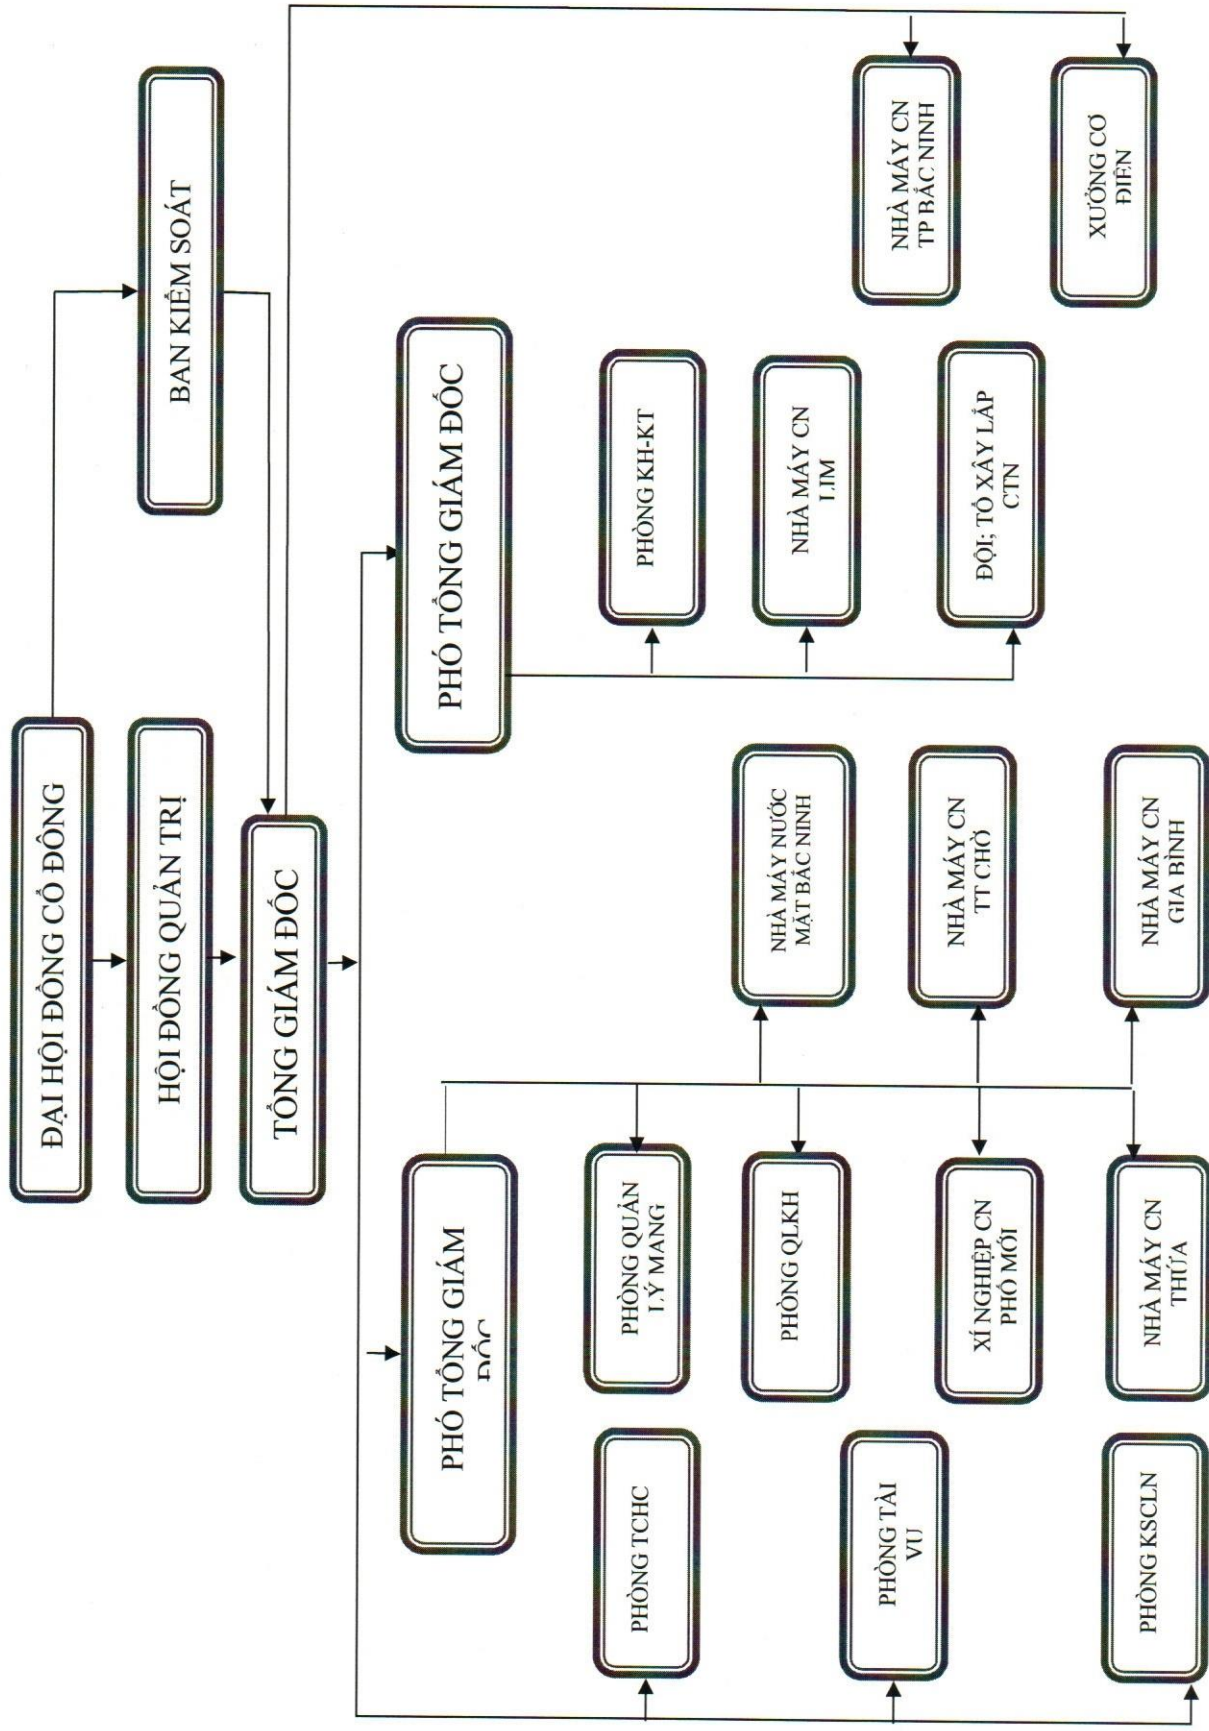 ĐẠI HỘI ĐỒNG CỔ ĐÔNG
BAN KIỂM SOÁT
HỘI ĐỒNG QUẢN TRỊ
TỔNG GIÁM ĐỐC
PHÓ TỔNG GIÁM
ĐỐC
PHÓ TỔNG GIÁM ĐỐC
PHÒNG TCHC
PHÒNG QUẢN
LÝ MẠNG
PHÒNG KH-KT
NHÀ MÁY NƯỚC
MẶT BẮC NINH
PHÒNG QLKH
NHÀ MÁY CN
LIM
PHÒNG TÀI
VỤ
NHÀ MÁY CN
TP BẮC NINH
XÍ NGHIỆP CN
PHỐ MỚI
NHÀ MÁY CN
TT CHỜ
ĐỘI; TỔ XÂY LẮP
CTN
PHÒNG KSCLN
NHÀ MÁY CN
THỨA
NHÀ MÁY CN
GIA BÌNH
XƯỞNG CƠ
ĐIỆN